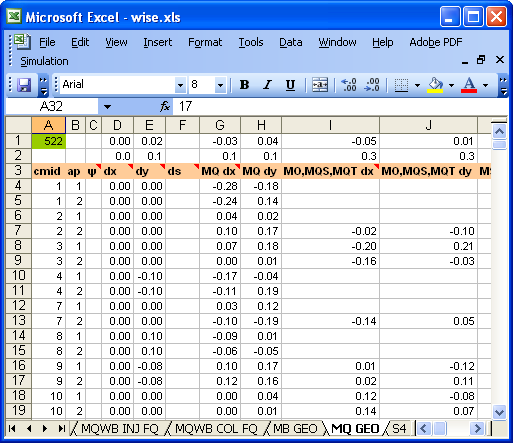 Microsoft Excel - wise.xls
File Edit View Insert Format Tools Data Window Help Adobe PDF
Simulation
Arial 8 B I U
A32 fx 17
A B C D E F G H I J
1 522 0.00 0.02 -0.03 0.04 -0.05 0.01
2 0.0 0.1 0.1 0.1 0.3 0.3
3 cmid ap ψ dx dy ds MQ dx MQ dy MO,MQS,MQT dx MO,MQS,MQT dy MS
4 1 1 0.00 0.00 -0.28 -0.18
5 1 2 0.00 0.00 -0.24 0.14
6 2 1 0.00 0.00 0.04 0.02
7 2 2 0.00 0.00 0.10 0.17 -0.02 -0.10
8 3 1 0.00 0.00 0.07 0.18 -0.20 0.21
9 3 2 0.00 0.00 0.00 0.01 -0.16 -0.03
10 4 1 0.00 -0.10 -0.17 -0.04
11 4 2 0.00 -0.10 -0.11 0.19
12 7 1 0.00 0.00 0.03 0.12
13 7 2 0.00 0.00 -0.10 -0.19 -0.14 0.05
14 8 1 0.00 0.10 -0.09 0.01
15 8 2 0.00 0.10 -0.06 -0.05
16 9 1 0.00 -0.08 0.10 0.17 0.01 -0.12
17 9 2 0.00 -0.08 0.12 0.16 0.02 0.11
18 10 1 0.00 0.00 0.00 0.04 0.12 -0.08
19 10 2 0.00 0.00 0.00 0.01 0.14 0.07
MQWB INJ FQ MQWB COL FQ MB GEO MQ GEO S4